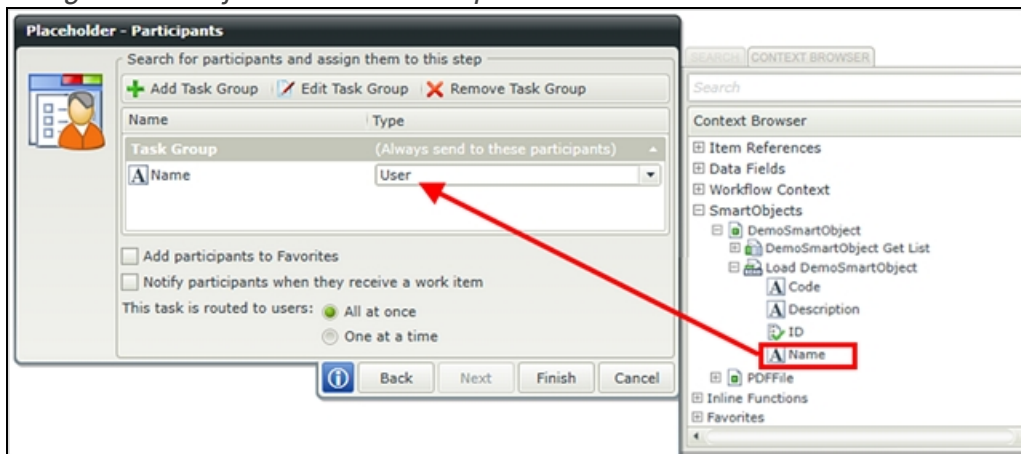 Placeholder - Participants
Search for participants and assign them to this step
Add Task Group Edit Task Group Remove Task Group
Name Type
Task Group (Always send to these participants)
A Name User
Add participants to Favorites
Notify participants when they receive a work item
This task is routed to users: All at once
One at a time
Back Next Finish Cancel
SEARCH CONTEXT BROWSER
Search
Context Browser
Item References
Data Fields
Workflow Context
SmartObjects
DemoSmartObject
DemoSmartObject Get List
Load DemoSmartObject
A Code
A Description
ID
A Name
PDFFile
Inline Functions
Favorites